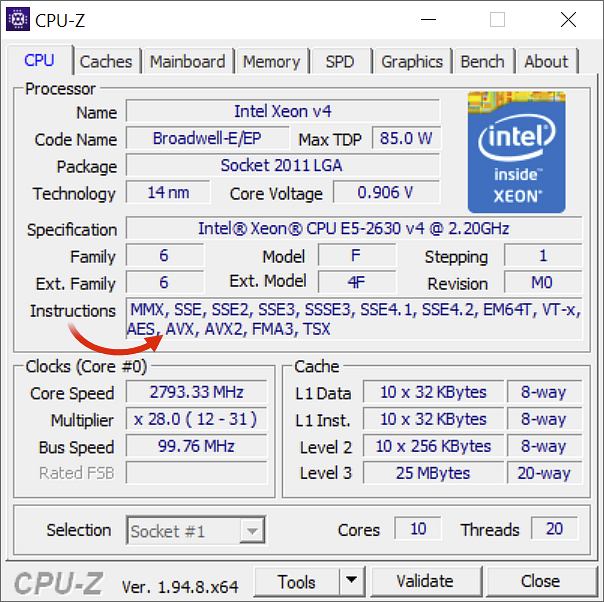 CPU-Z
CPU Caches Mainboard Memory SPD Graphics Bench About
Processor
Name Intel Xeon v4
Code Name Broadwell-E/EP Max TDP 85.0 W
Package Socket 2011 LGA
Technology 14 nm Core Voltage 0.906 V
intel®
inside™
XEON®
Specification Intel® Xeon® CPU E5-2630 v4 @ 2.20GHz
Family 6 Model F Stepping 1
Ext. Family 6 Ext. Model 4F Revision M0
Instructions MMX, SSE, SSE2, SSE3, SSSE3, SSE4.1, SSE4.2, EM64T, VT-x,
AES, AVX, AVX2, FMA3, TSX
Clocks (Core #0)
Core Speed 2793.33 MHz
Multiplier x 28.0 ( 12 - 31 )
Bus Speed 99.76 MHz
Rated FSB
Cache
L1 Data 10 x 32 KBytes 8-way
L1 Inst. 10 x 32 KBytes 8-way
Level 2 10 x 256 KBytes 8-way
Level 3 25 MBytes 20-way
Selection Socket #1 Cores 10 Threads 20
CPU-Z Ver. 1.94.8.x64 Tools Validate Close